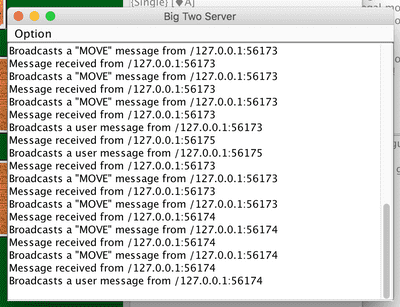 {Single} [♥A]
Big Two Server
Option
Broadcasts a "MOVE" message from /127.0.0.1:56173
Message received from /127.0.0.1:56173
Broadcasts a "MOVE" message from /127.0.0.1:56173
Message received from /127.0.0.1:56173
Broadcasts a "MOVE" message from /127.0.0.1:56173
Message received from /127.0.0.1:56173
Broadcasts a user message from /127.0.0.1:56173
Message received from /127.0.0.1:56175
Broadcasts a user message from /127.0.0.1:56175
Message received from /127.0.0.1:56173
Broadcasts a "MOVE" message from /127.0.0.1:56173
Message received from /127.0.0.1:56173
Broadcasts a "MOVE" message from /127.0.0.1:56173
Message received from /127.0.0.1:56174
Broadcasts a "MOVE" message from /127.0.0.1:56174
Message received from /127.0.0.1:56174
Broadcasts a "MOVE" message from /127.0.0.1:56174
Message received from /127.0.0.1:56174
Broadcasts a user message from /127.0.0.1:56174